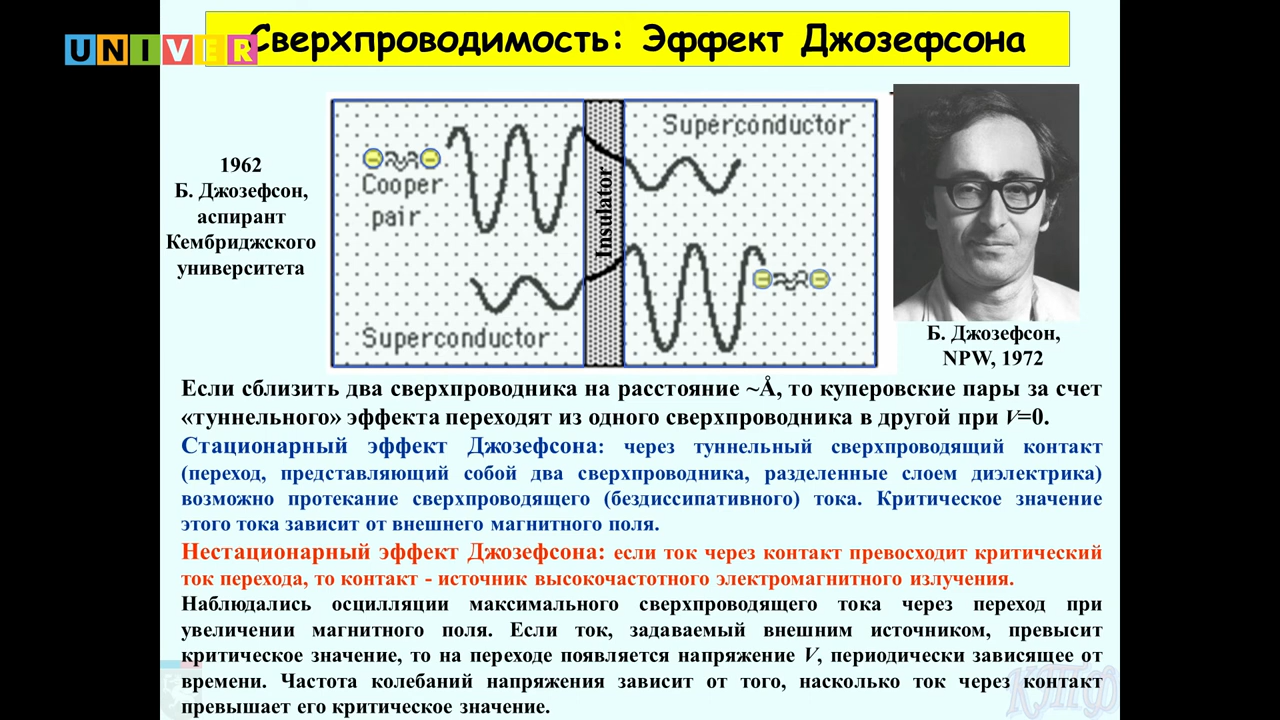 UNIVER
Сверхпроводимость: Эффект Джозефсона
1962
Б. Джозефсон,
аспирант
Кембриджского
университета
Cooper
pair
Superconductor
Insulator
Superconductor
Б. Джозефсон,
NPW, 1972
Если сблизить два сверхпроводника на расстояние ~Å, то куперовские пары за счет
«туннельного» эффекта переходят из одного сверхпроводника в другой при V=0.
Стационарный эффект Джозефсона: через туннельный сверхпроводящий контакт
(переход, представляющий собой два сверхпроводника, разделенные слоем диэлектрика)
возможно протекание сверхпроводящего (бездиссипативного) тока. Критическое значение
этого тока зависит от внешнего магнитного поля.
Нестационарный эффект Джозефсона: если ток через контакт превосходит критический
ток перехода, то контакт - источник высокочастотного электромагнитного излучения.
Наблюдались осцилляции максимального сверхпроводящего тока через переход при
увеличении магнитного поля. Если ток, задаваемый внешним источником, превысит
критическое значение, то на переходе появляется напряжение V, периодически зависящее от
времени. Частота колебаний напряжения зависит от того, насколько ток через контакт
превышает его критическое значение.